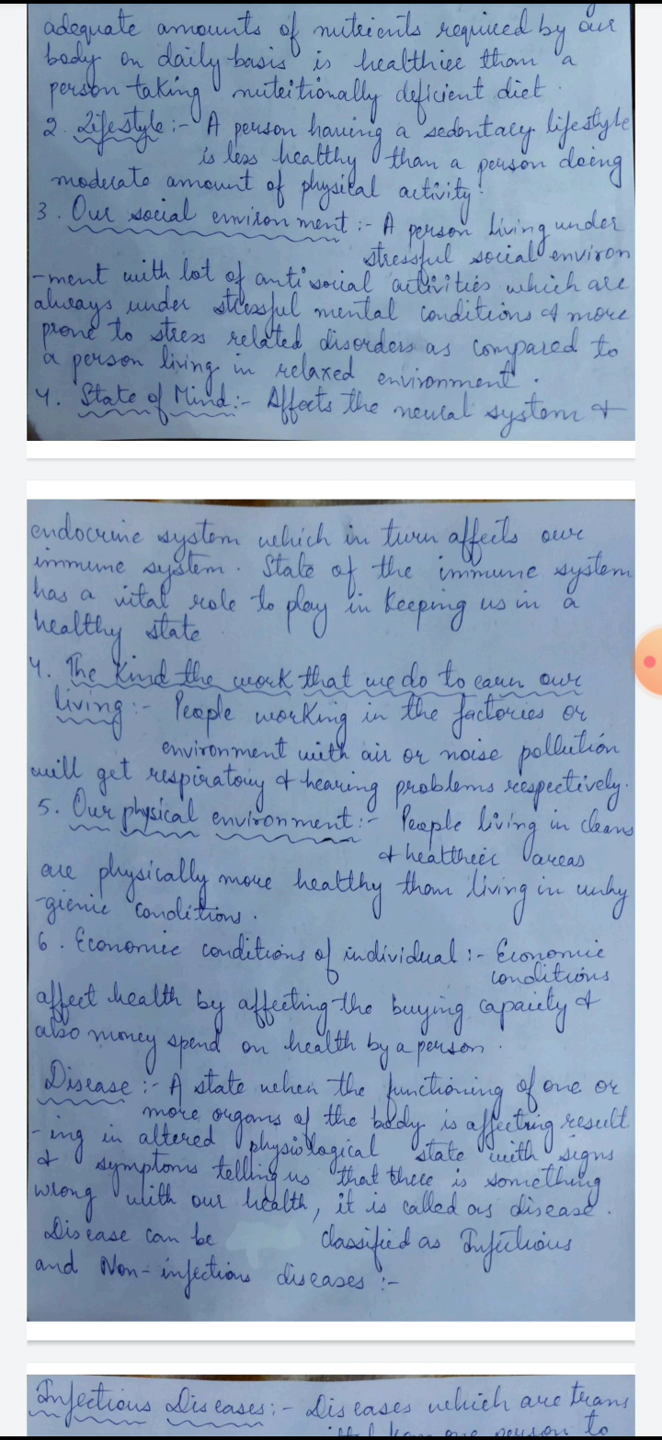 adequate amounts of nutrients required by our
body on daily basis is healthier than a
person taking nutritionally deficient diet.
2. Lifestyle :- A person having a sedentary lifestyle
is less healthy than a person doing
moderate amount of physical activity.
3. Our social environment :- A person living under
stressful social environ
-ment with lot of antisocial activities which are
always under stressful mental conditions & more
prone to stress related disorders as compared to
a person living in relaxed environment.
4. State of Mind:- Affects the neural system &
endocrine system which in turn affects our
immune system. State of the immune system
has a vital role to play in keeping us in a
healthy state
4. The Kind the work that we do to earn our
living :- People working in the factories or
environment with air or noise pollution
will get respiratory & hearing problems respectively.
5. Our physical environment :- People living in cleans
& healthier areas
are physically more healthy than living in unhy
-gienic conditions.
6. Economic conditions of individual :- Economic
conditions
affect health by affecting the buying capacity &
also money spend on health by a person.
Disease :- A state when the functioning of one or
more organs of the body is affecting result
-ing in altered physiological state with signs
& symptoms telling us that there is something
wrong with our health, it is called as disease.
Disease can be classified as Infectious
and Non-infectious diseases :-
Infectious Diseases :- Diseases which are trans
one person to